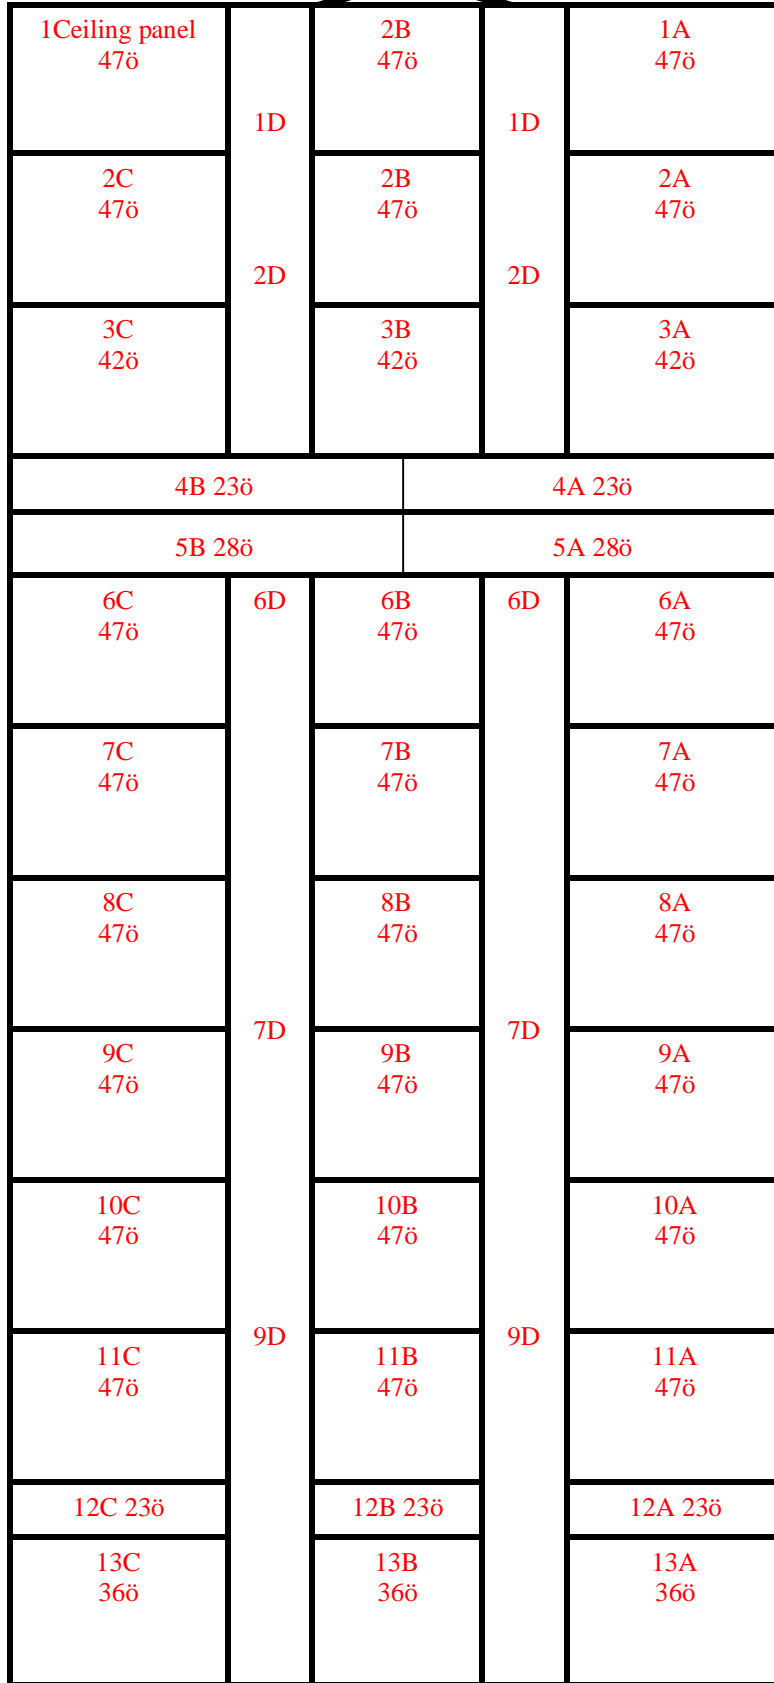 1Ceiling panel
47ö
2B
47ö
1A
47ö
1D
1D
2C
47ö
2B
47ö
2A
47ö
2D
2D
3C
42ö
3B
42ö
3A
42ö
4B 23ö
4A 23ö
5B 28ö
5A 28ö
6C
47ö
6D
6B
47ö
6D
6A
47ö
7C
47ö
7B
47ö
7A
47ö
8C
47ö
8B
47ö
8A
47ö
7D
7D
9C
47ö
9B
47ö
9A
47ö
10C
47ö
10B
47ö
10A
47ö
9D
9D
11C
47ö
11B
47ö
11A
47ö
12C 23ö
12B 23ö
12A 23ö
13C
36ö
13B
36ö
13A
36ö